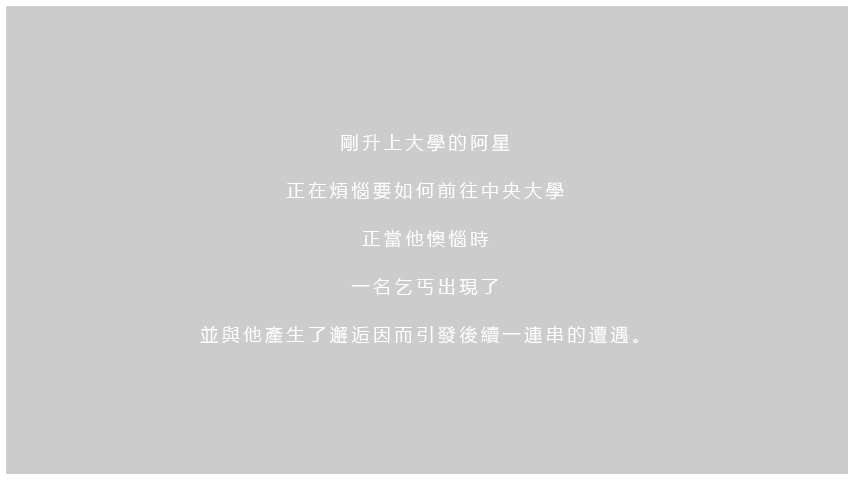 剛升上大學的阿星
正在煩惱要如何前往中央大學
正當他懊惱時
一名乞丐出現了
並與他產生了邂逅因而引發後續一連串的遭遇。